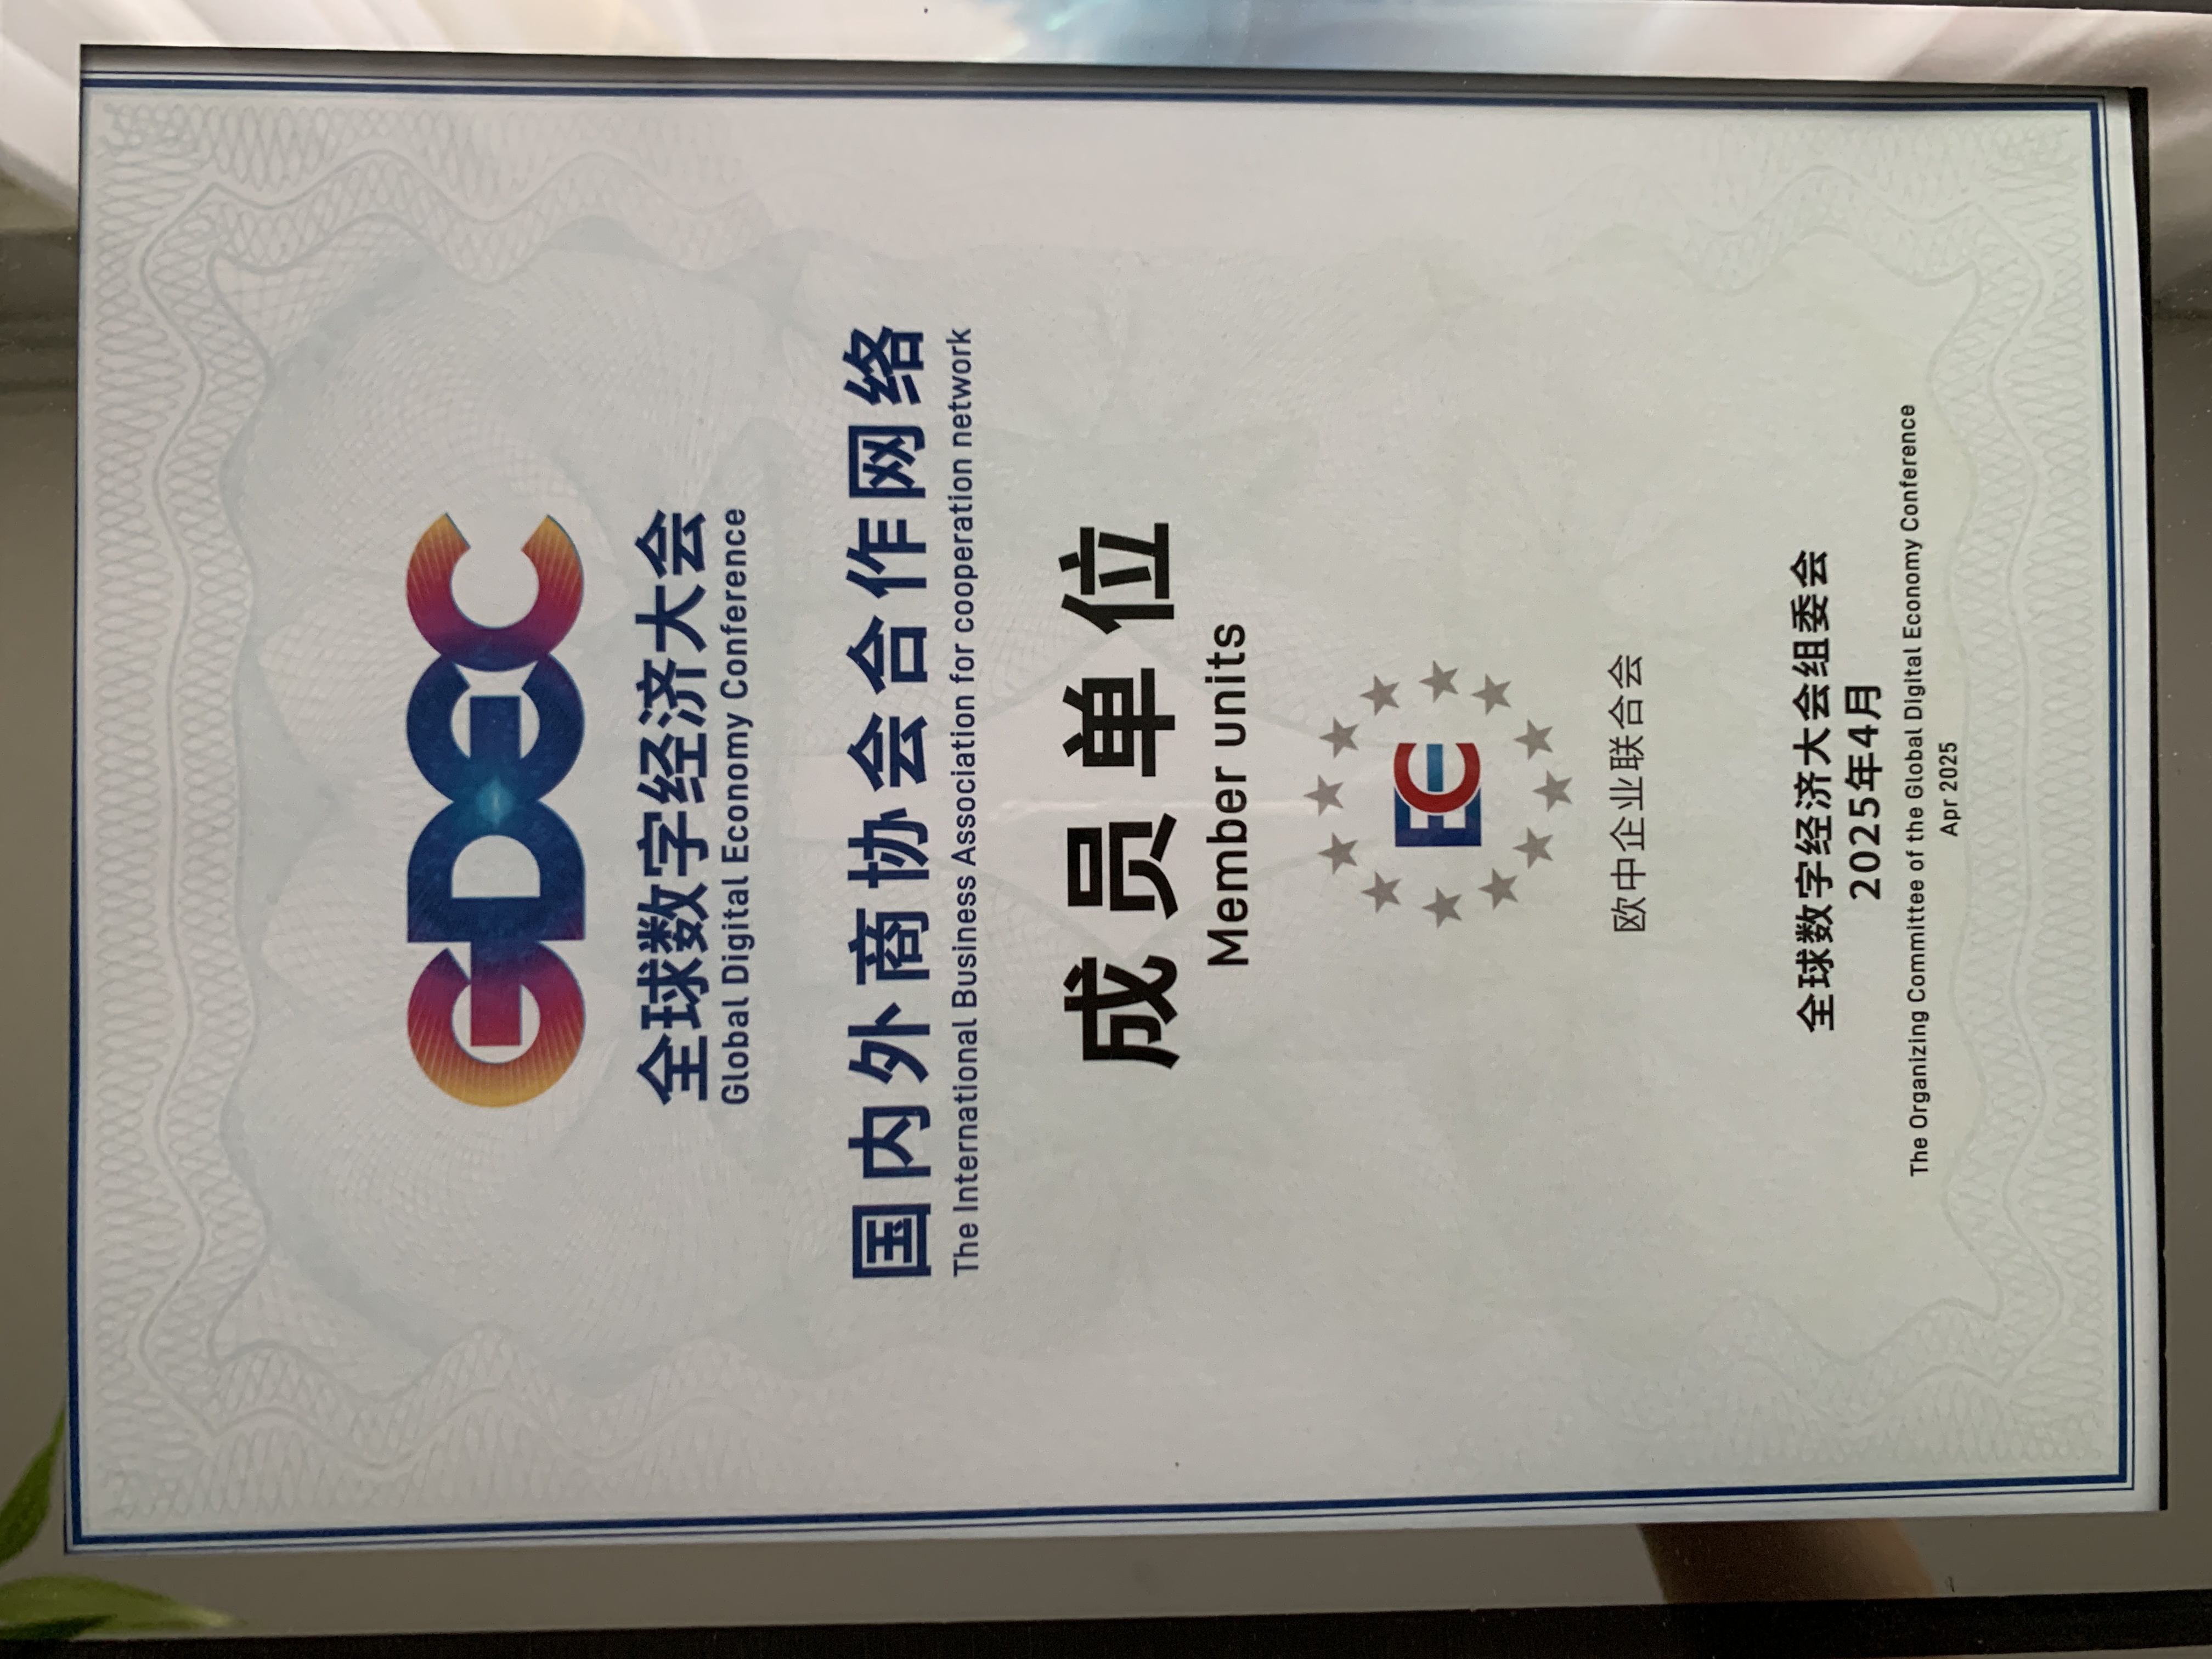 GDEC
全球数字经济大会
Global Digital Economy Conference
国内外商协会合作网络
The International Business Association for cooperation network
成员单位
Member units
EC
欧中企业联合会
全球数字经济大会组委会
2025年4月
The Organizing Committee of the Global Digital Economy Conference
Apr 2025